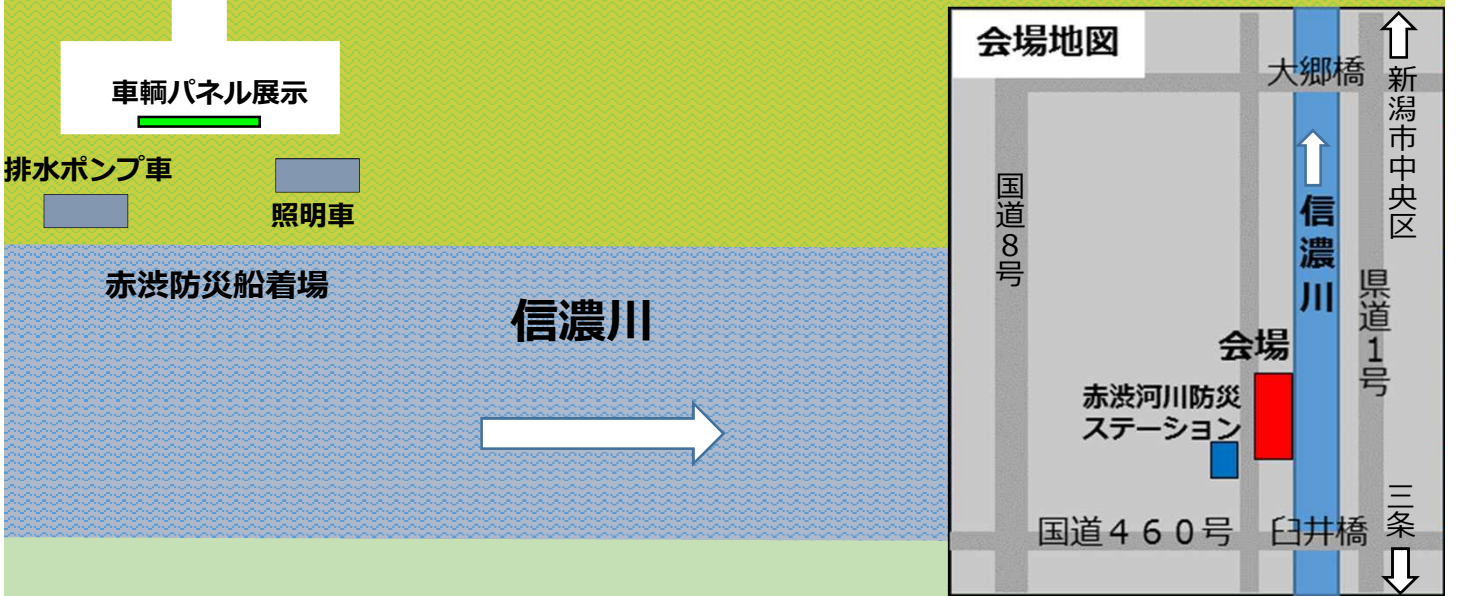 車輌パネル展示
排水ポンプ車
照明車
赤渋防災船着場
信濃川
会場地図
大郷橋
新潟市中央区
国道８号
信濃川
県道１号
会場
赤渋河川防災
ステーション
国道４６０号
臼井橋
三条